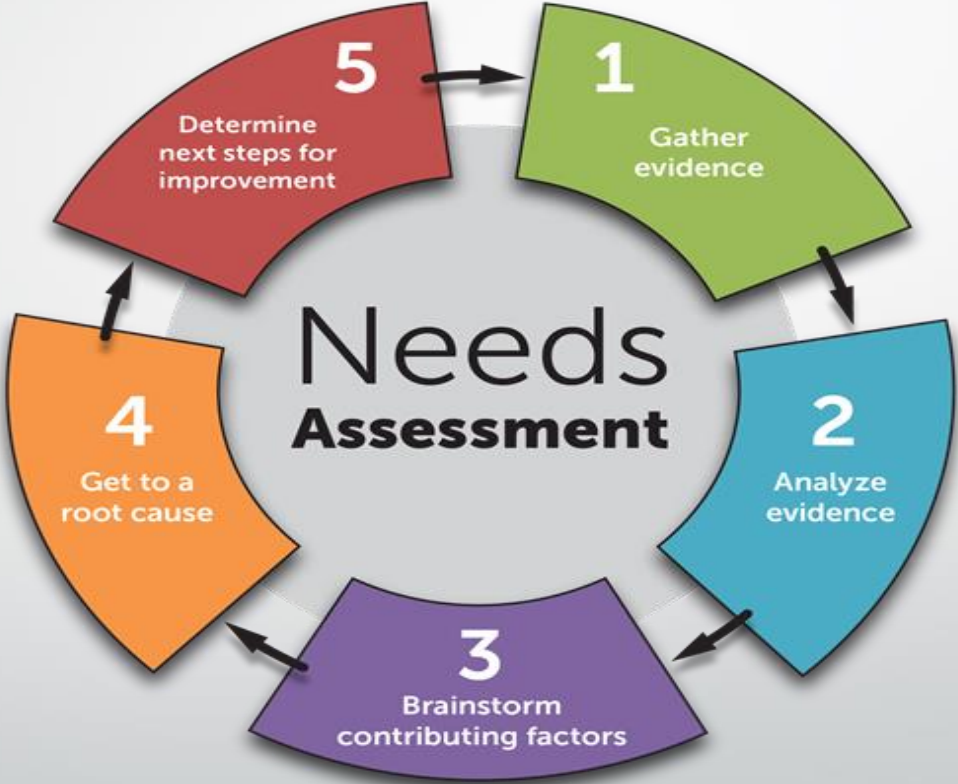 Needs
Assessment
1
Gather
evidence
2
Analyze
evidence
3
Brainstorm
contributing factors
4
Get to a
root cause
5
Determine
next steps for
improvement